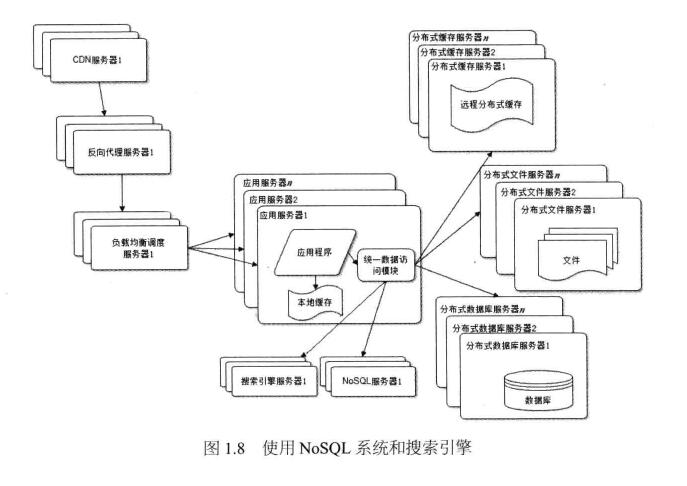 CDN服务器1
反向代理服务器1
负载均衡调度
服务器1
应用服务器n
应用服务器2
应用服务器1
应用程序
统一数据访
问模块
本地缓存
搜索引擎服务器1
NoSQL服务器1
分布式缓存服务器n
分布式缓存服务器2
分布式缓存服务器1
远程分布式缓存
分布式文件服务器n
分布式文件服务器2
分布式文件服务器1
文件
分布式数据库服务器n
分布式数据库服务器2
分布式数据库服务器1
数据库
图 1.8 使用 NoSQL 系统和搜索引擎